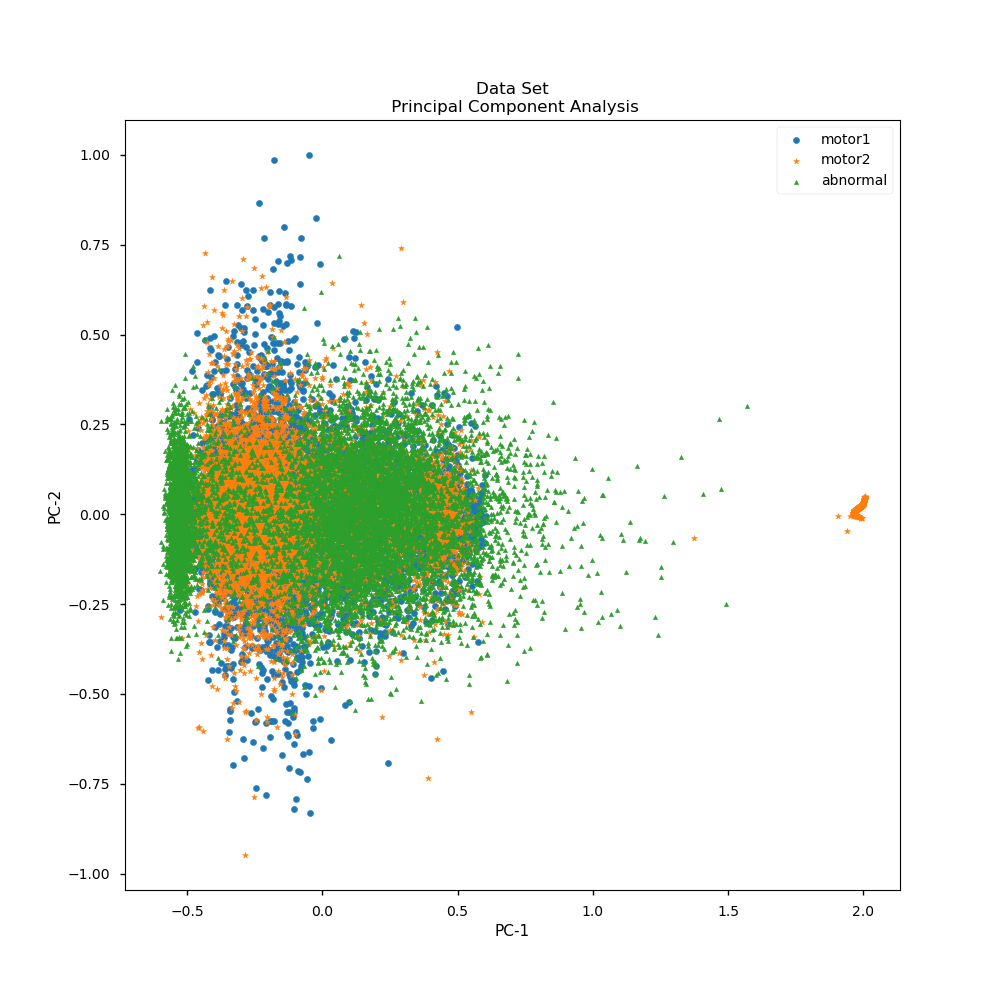 Data Set
Principal Component Analysis
motor1
motor2
abnormal
1.00
0.75
0.50
0.25
0.00
−0.25
−0.50
−0.75
−1.00
PC-2
−0.5
0.0
0.5
1.0
1.5
2.0
PC-1